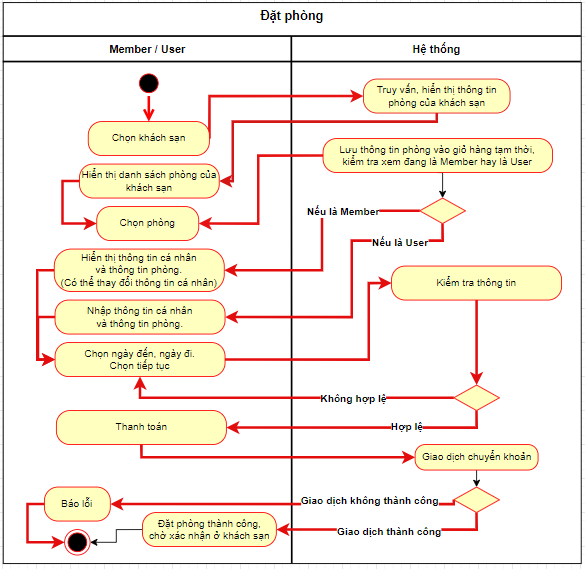 Đặt phòng
Member / User
Hệ thống
Truy vấn, hiển thị thông tin
phòng của khách sạn
Chọn khách sạn
Lưu thông tin phòng vào giỏ hàng tạm thời,
kiểm tra xem đang là Member hay là User
Hiển thị danh sách phòng của
khách sạn
Chọn phòng
Nếu là Member
Nếu là User
Hiển thị thông tin cá nhân
và thông tin phòng.
(Có thể thay đổi thông tin cá nhân)
Kiểm tra thông tin
Nhập thông tin cá nhân
và thông tin phòng.
Chọn ngày đến, ngày đi.
Chọn tiếp tục
Không hợp lệ
Thanh toán
Hợp lệ
Giao dịch chuyển khoản
Báo lỗi
Giao dịch không thành công
Đặt phòng thành công,
chờ xác nhận ở khách sạn
Giao dịch thành công